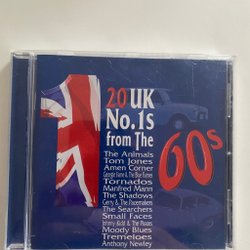 20 UK
No.1s
from The
60s
The Animals
Tom Jones
Amen Corner
Georgie Fame & The Blue Flames
Tornados
Manfred Mann
The Shadows
Gerry & The Pacemakers
The Searchers
Small Faces
Johnny Kidd & The Pirates
Moody Blues
Tremeloes
Anthony Newley